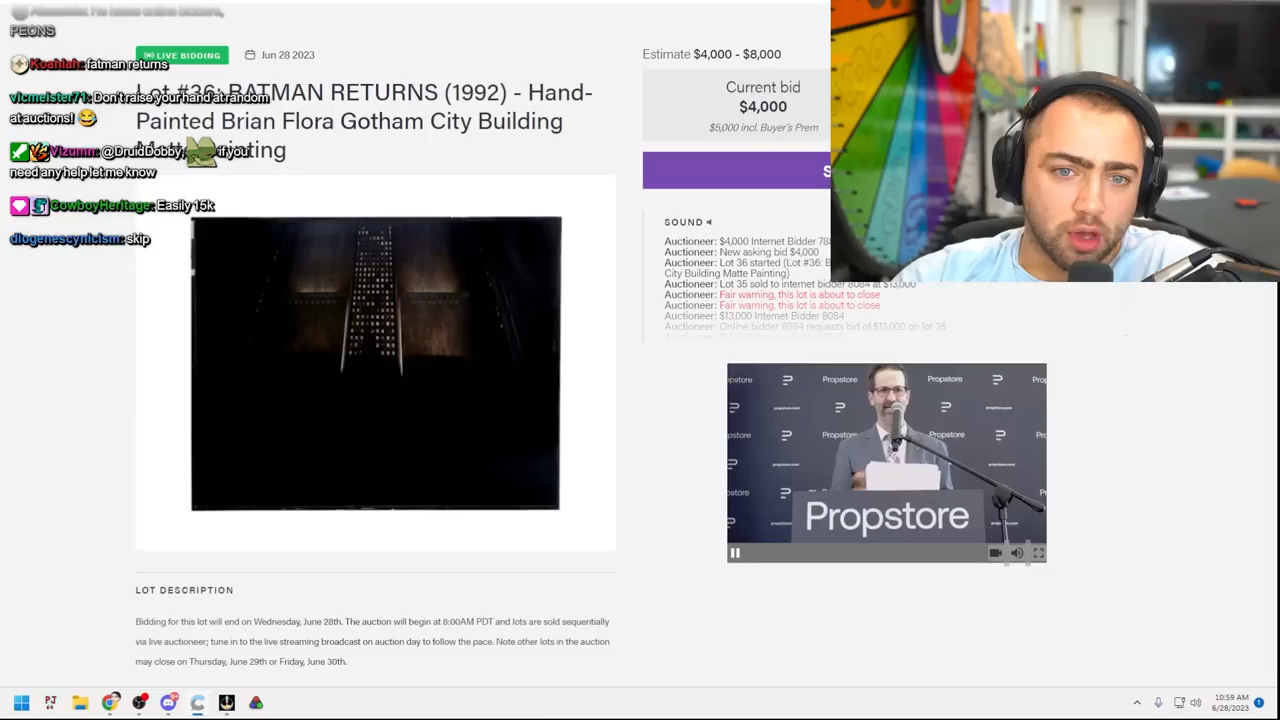 PEONS
Koahlah: fatman returns
vicmeister71: Don't raise your hand at random
at auctions! 😂
Vizumn: @DruidDobby, if you
need any help let me know
CowboyHeritage: Easily 15k
diogenescynicism: skip
LIVE BIDDING
Jun 28 2023
Lot #36: BATMAN RETURNS (1992) - Hand-
Painted Brian Flora Gotham City Building
Painting
LOT DESCRIPTION
Bidding for this lot will end on Wednesday, June 28th. The auction will begin at 8:00AM PDT and lots are sold sequentially
via live auctioneer; tune in to the live streaming broadcast on auction day to follow the pace. Note other lots in the auction
may close on Thursday, June 29th or Friday, June 30th.
Estimate $4,000 - $8,000
Current bid
$4,000
$5,000 incl. Buyer's Prem
S
SOUND
Auctioneer: $4,000 Internet Bidder 78
Auctioneer: New asking bid $4,000
Auctioneer: Lot 36 started (Lot #36: B
City Building Matte Painting)
Auctioneer: Lot 35 sold to internet bidder 8084 at $13,000
Auctioneer: Fair warning, this lot is about to close
Auctioneer: Fair warning, this lot is about to close
Auctioneer: $13,000 Internet Bidder 8084
Auctioneer: Online bidder 8084 requests bid of $13,000 on lot 35
Propstore
Propstore
Propstore
propstore.com
Propstore
Propstore
Propstore
10:59 AM
6/28/2023